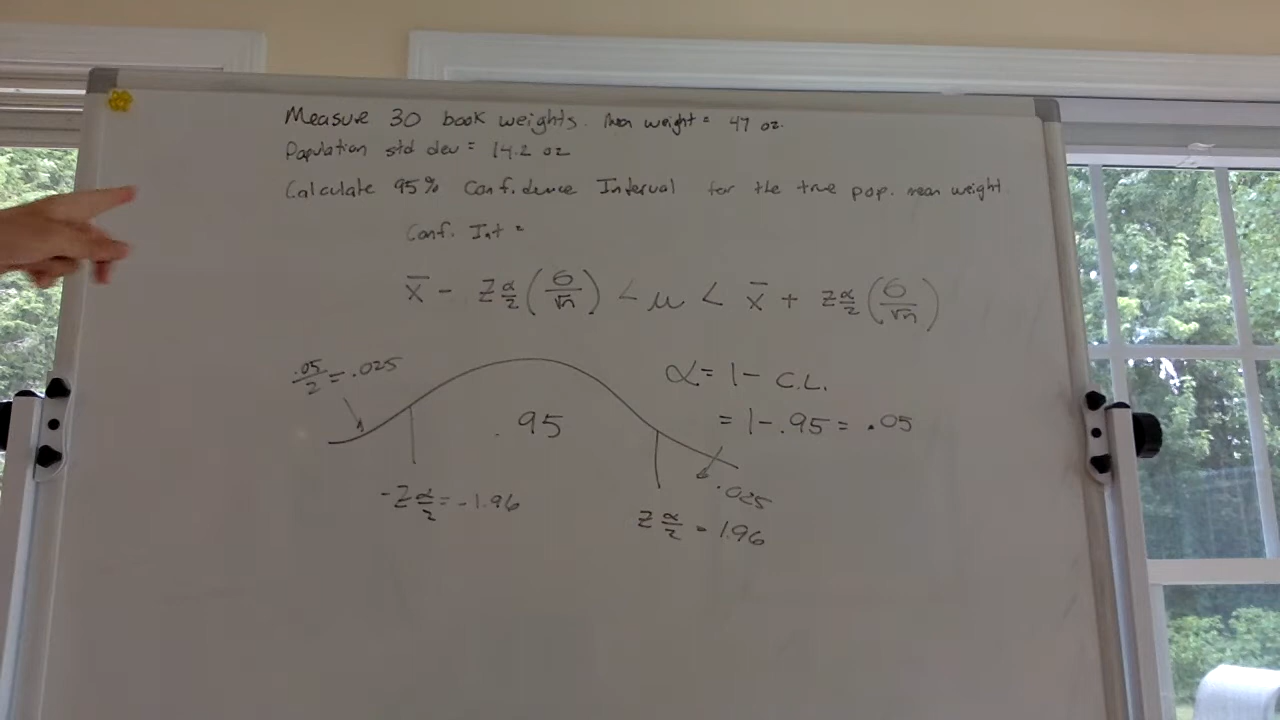 Measure 30 book weights. Mean weight = 47 oz.
Population std dev = 14.2 oz
Calculate 95% Confidence Interval for the true pop. mean weight
Conf. Int =
x̄ - Z α/2 (σ/√n) < μ < x̄ + Z α/2 (σ/√n)
.05/2 = .025
α = 1 - C.L.
.95
= 1 - .95 = .05
.025
-Z α/2 = -1.96
Z α/2 = 1.96